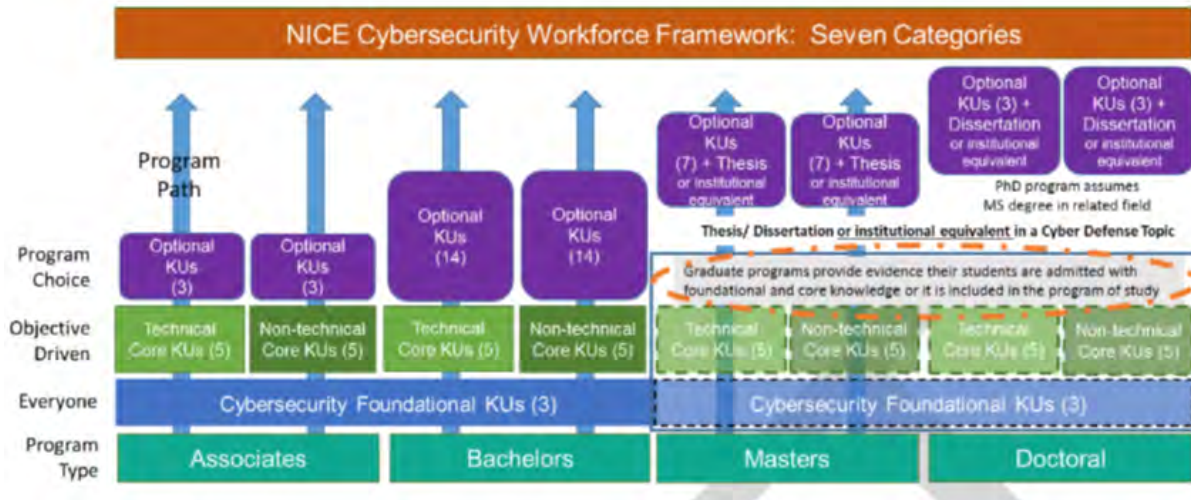 NICE Cybersecurity Workforce Framework: Seven Categories
Program
Path
Optional
KUs
(3)
Optional
KUs
(3)
Optional
KUs
(14)
Optional
KUs
(14)
Optional
KUs
(7) + Thesis
or institutional
equivalent
Optional
KUs
(7) + Thesis
or institutional
equivalent
Optional
KUs (3) +
Dissertation
or institutional
equivalent
Optional
KUs (3) +
Dissertation
or institutional
equivalent
PhD program assumes
MS degree in related field
Thesis/ Dissertation or institutional equivalent in a Cyber Defense Topic
Program
Choice
Graduate programs provide evidence their students are admitted with
foundational and core knowledge or it is included in the program of study
Objective
Driven
Technical
Core KUs (5)
Non-technical
Core KUs (5)
Technical
Core KUs (5)
Non-technical
Core KUs (5)
Technical
Core KUs (5)
Non-technical
Core KUs (5)
Technical
Core KUs (5)
Non-technical
Core KUs (5)
Everyone
Cybersecurity Foundational KUs (3)
Cybersecurity Foundational KUs (3)
Program
Type
Associates
Bachelors
Masters
Doctoral